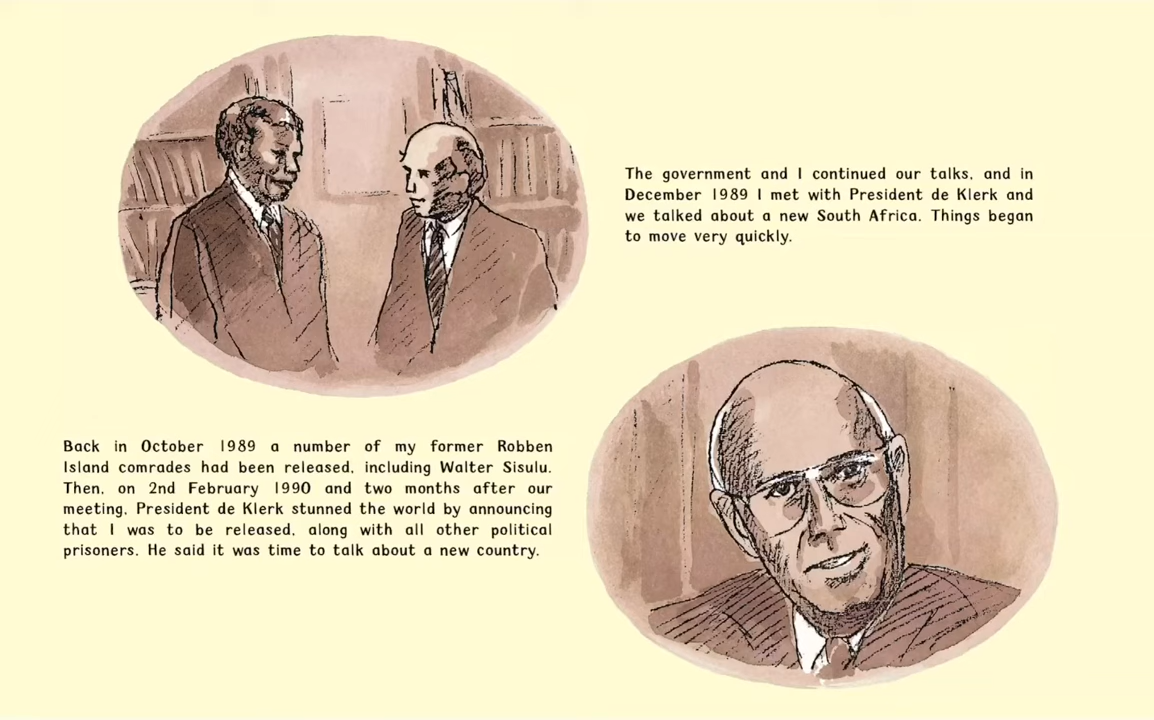 The government and I continued our talks, and in
December 1989 I met with President de Klerk and
we talked about a new South Africa. Things began
to move very quickly.
Back in October 1989 a number of my former Robben
Island comrades had been released, including Walter Sisulu.
Then, on 2nd February 1990 and two months after our
meeting, President de Klerk stunned the world by announcing
that I was to be released, along with all other political
prisoners. He said it was time to talk about a new country.